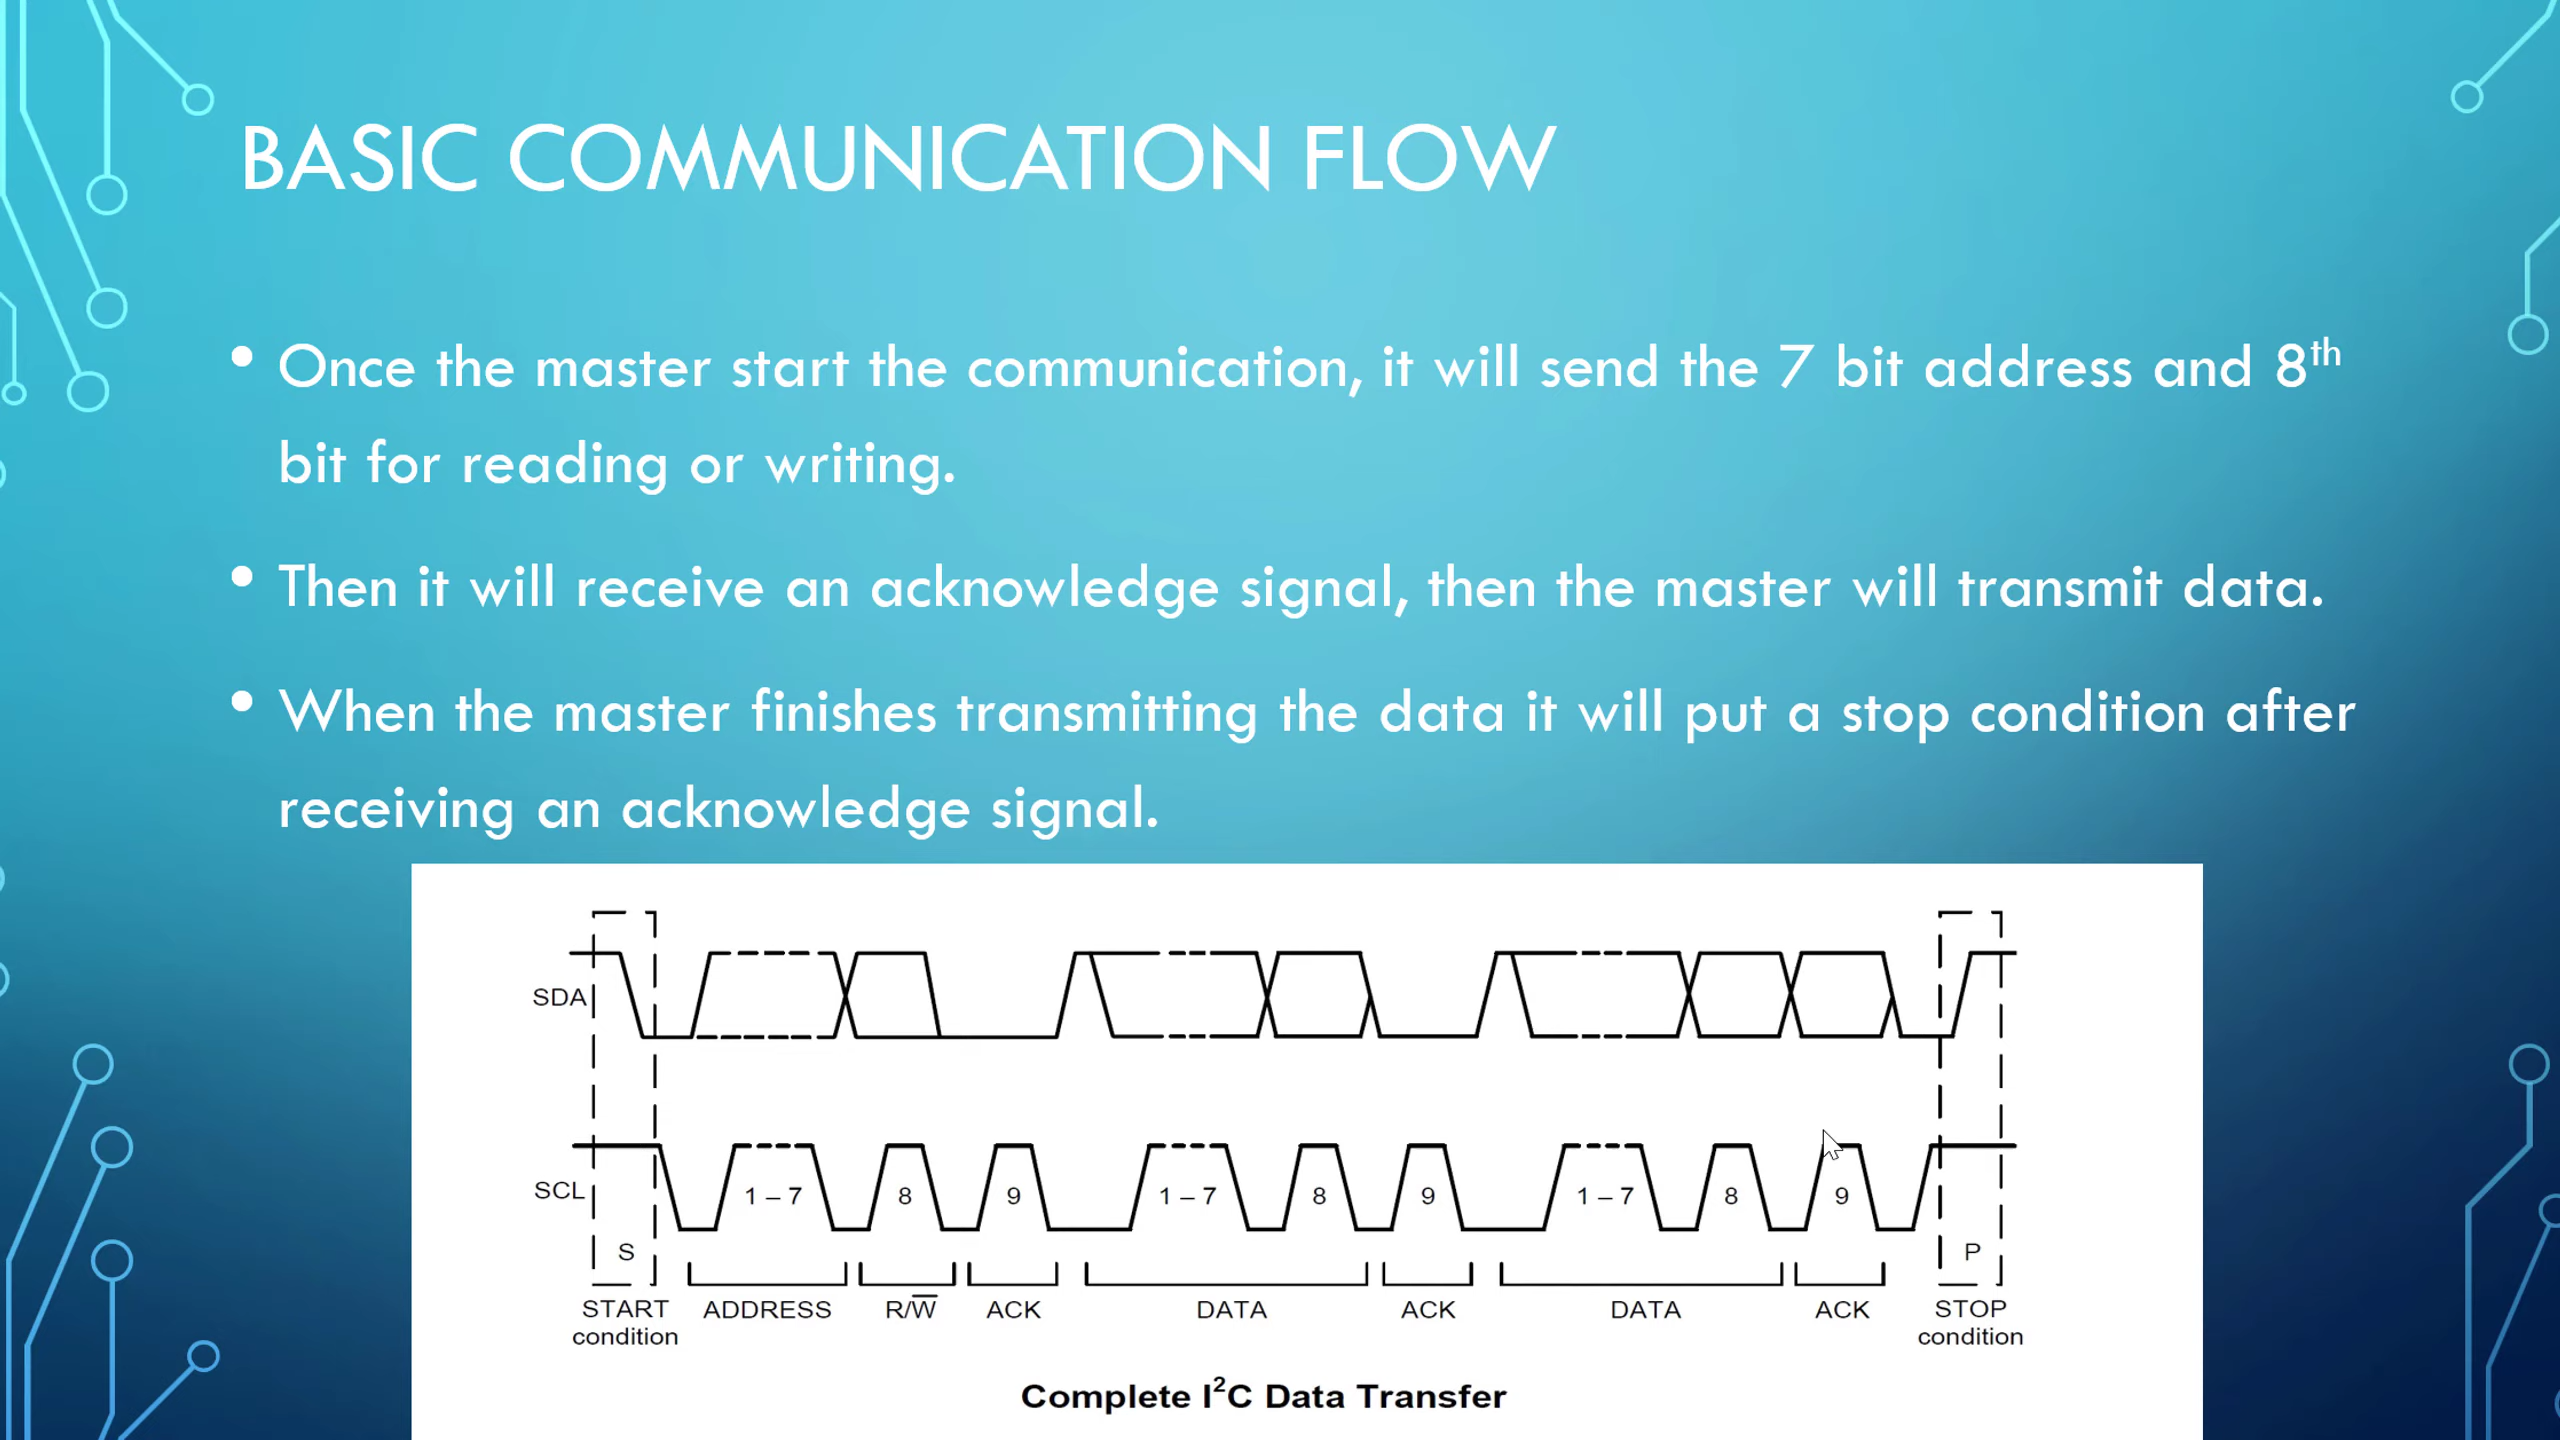 BASIC COMMUNICATION FLOW
• Once the master start the communication, it will send the 7 bit address and 8th
bit for reading or writing.
• Then it will receive an acknowledge signal, then the master will transmit data.
• When the master finishes transmitting the data it will put a stop condition after
receiving an acknowledge signal.
SDA
SCL
1 – 7 8 9 1 – 7 8 9 1 – 7 8 9
S P
START condition
ADDRESS
R/W̅
ACK
DATA
ACK
DATA
ACK
STOP condition
Complete I²C Data Transfer